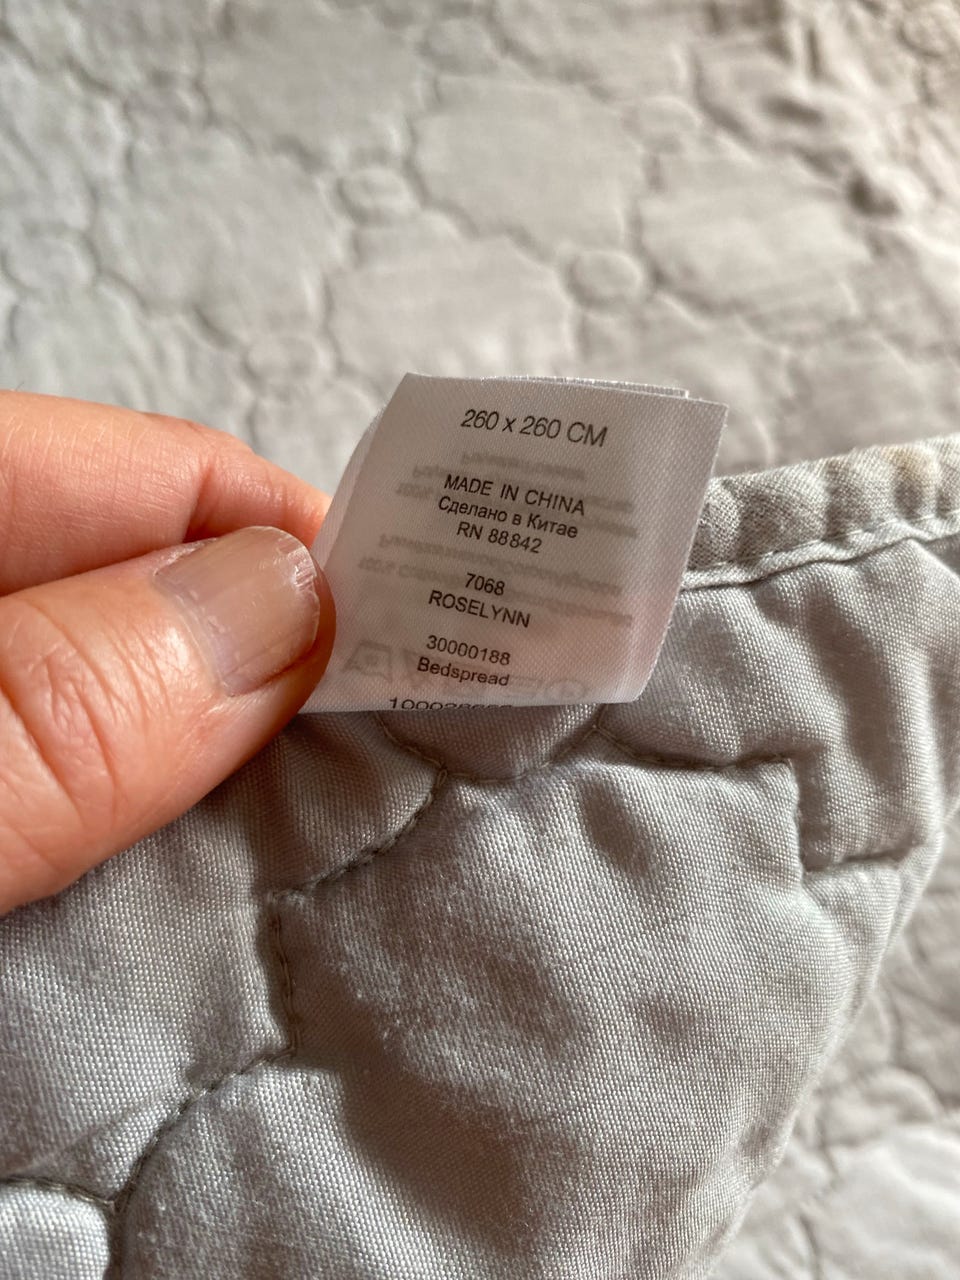 260 x 260 CM
MADE IN CHINA
Сделано в Китае
RN 88842
7068
ROSELYNN
30000188
Bedspread